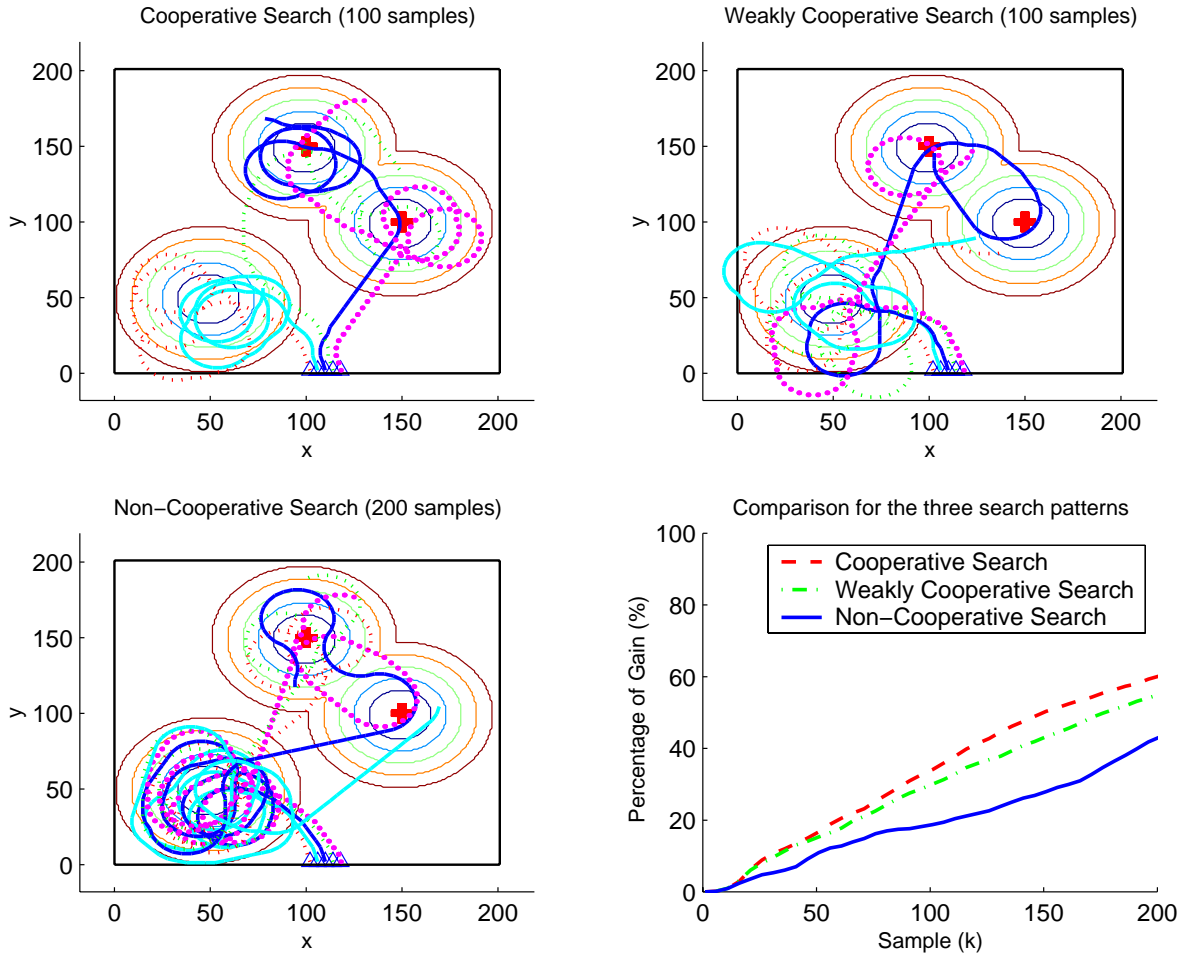 Cooperative Search (100 samples)
200
150
100
50
0
y
0 50 100 150 200
x
Weakly Cooperative Search (100 samples)
200
150
100
50
0
y
0 50 100 150 200
x
Non−Cooperative Search (200 samples)
200
150
100
50
0
y
0 50 100 150 200
x
Comparison for the three search patterns
100
80
60
40
20
0
Percentage of Gain (%)
Cooperative Search
Weakly Cooperative Search
Non−Cooperative Search
0 50 100 150 200
Sample (k)